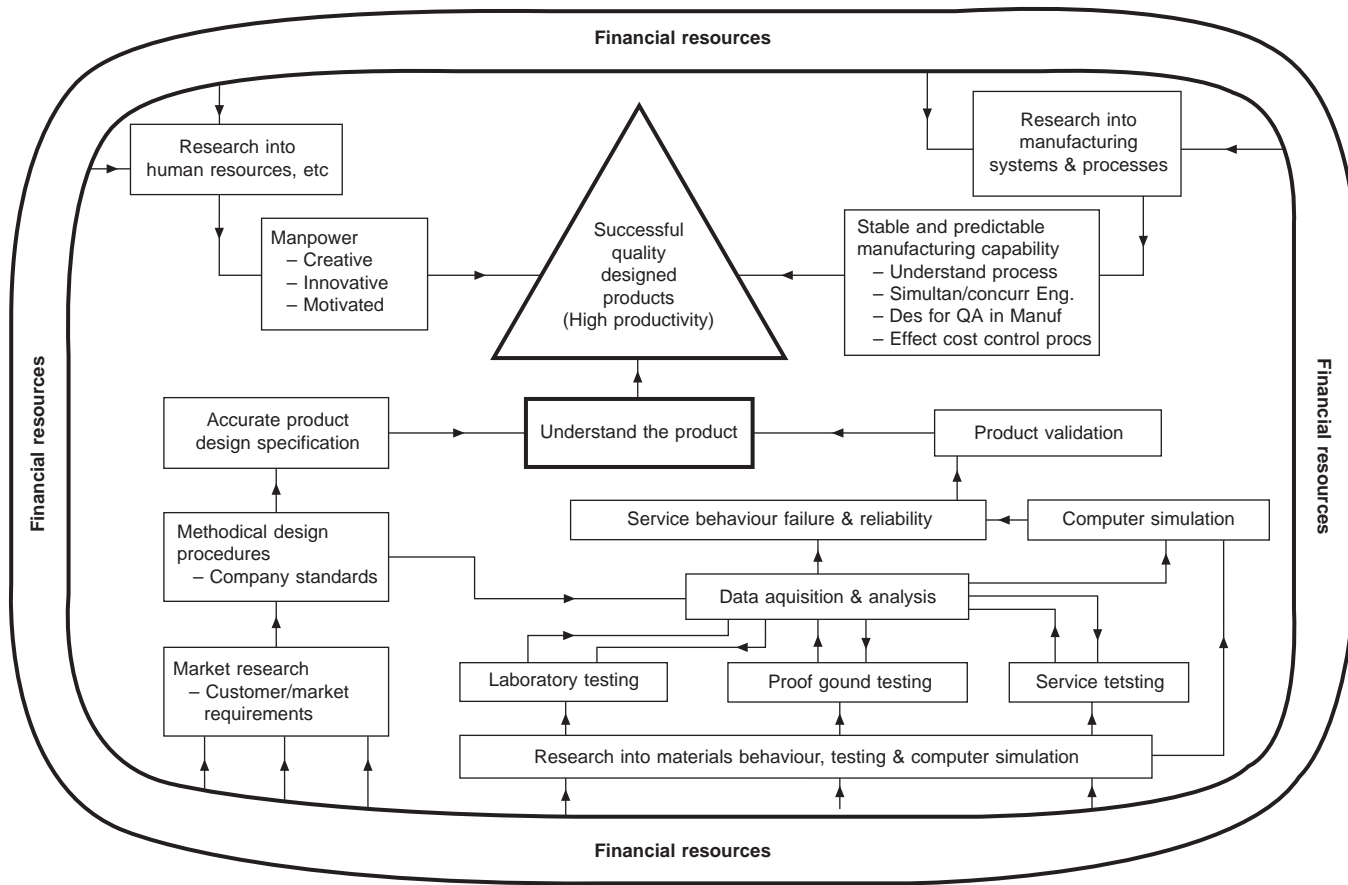 Financial resources
Research into
human resources, etc
Research into
manufacturing
systems & processes
Manpower
– Creative
– Innovative
– Motivated
Successful
quality
designed
products
(High productivity)
Stable and predictable
manufacturing capability
– Understand process
– Simultan/concurr Eng.
– Des for QA in Manuf
– Effect cost control procs
Financial resources
Financial resources
Accurate product
design specification
Understand the product
Product validation
Methodical design
procedures
– Company standards
Service behaviour failure & reliability
Computer simulation
Data aquisition & analysis
Market research
– Customer/market
requirements
Laboratory testing
Proof gound testing
Service tetsting
Research into materials behaviour, testing & computer simulation
Financial resources